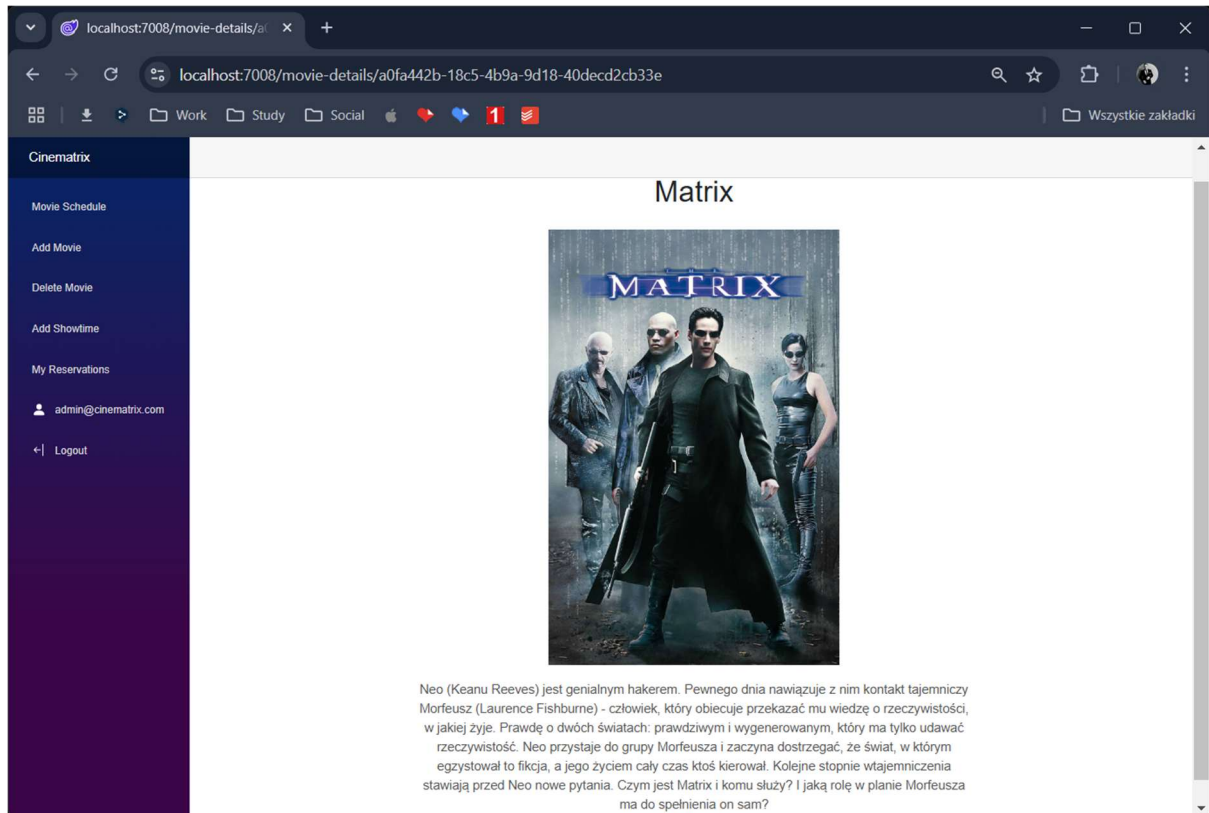 localhost:7008/movie-details/a0
localhost:7008/movie-details/a0fa442b-18c5-4b9a-9d18-40decd2cb33e
Work
Study
Social
1
Wszystkie zakładki
Cinematrix
Movie Schedule
Add Movie
Delete Movie
Add Showtime
My Reservations
admin@cinematrix.com
Logout
Matrix
MATRIX
Neo (Keanu Reeves) jest genialnym hakerem. Pewnego dnia nawiązuje z nim kontakt tajemniczy
Morfeusz (Laurence Fishburne) - człowiek, który obiecuje przekazać mu wiedzę o rzeczywistości,
w jakiej żyje. Prawdę o dwóch światach: prawdziwym i wygenerowanym, który ma tylko udawać
rzeczywistość. Neo przystaje do grupy Morfeusza i zaczyna dostrzegać, że świat, w którym
egzystował to fikcja, a jego życiem cały czas ktoś kierował. Kolejne stopnie wtajemniczenia
stawiają przed Neo nowe pytania. Czym jest Matrix i komu służy? I jaką rolę w planie Morfeusza
ma do spełnienia on sam?